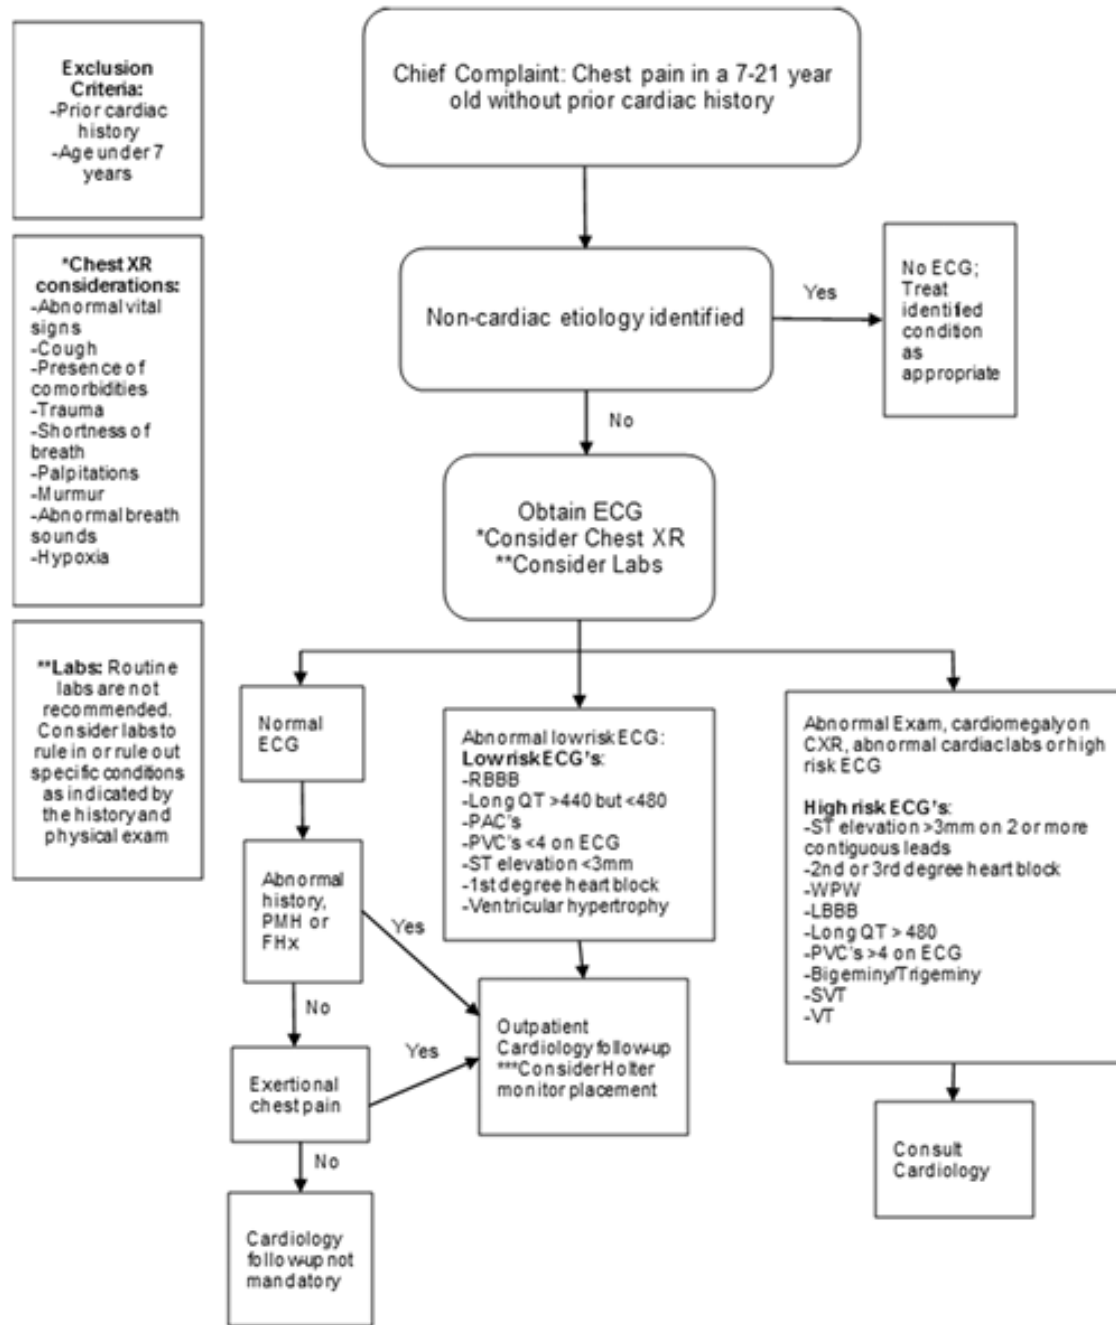 Exclusion
Criteria:
-Prior cardiac
history
-Age under 7
years
*Chest XR
considerations:
-Abnormal vital
signs
-Cough
-Presence of
comorbidities
-Trauma
-Shortness of
breath
-Palpitations
-Murmur
-Abnormal breath
sounds
-Hypoxia
**Labs: Routine
labs are not
recommended.
Consider labs to
rule in or rule out
specific conditions
as indicated by
the history and
physical exam
Chief Complaint: Chest pain in a 7-21 year
old without prior cardiac history
Non-cardiac etiology identified
Yes
No ECG;
Treat
identified
condition
as
appropriate
No
Obtain ECG
*Consider Chest XR
**Consider Labs
Normal
ECG
Abnormal
history,
PMH or
FHx
Yes
No
Exertional
chest pain
Yes
No
Cardiology
follow-up not
mandatory
Abnormal low risk ECG:
Low risk ECG's:
-RBBB
-Long QT >440 but <480
-PAC's
-PVC's <4 on ECG
-ST elevation <3mm
-1st degree heart block
-Ventricular hypertrophy
Outpatient
Cardiology follow-up
***Consider Holter
monitor placement
Abnormal Exam, cardiomegaly on
CXR, abnormal cardiac labs or high
risk ECG
High risk ECG's:
-ST elevation >3mm on 2 or more
contiguous leads
-2nd or 3rd degree heart block
-WPW
-LBBB
-Long QT > 480
-PVC's >4 on ECG
-Bigeminy/Trigeminy
-SVT
-VT
Consult
Cardiology